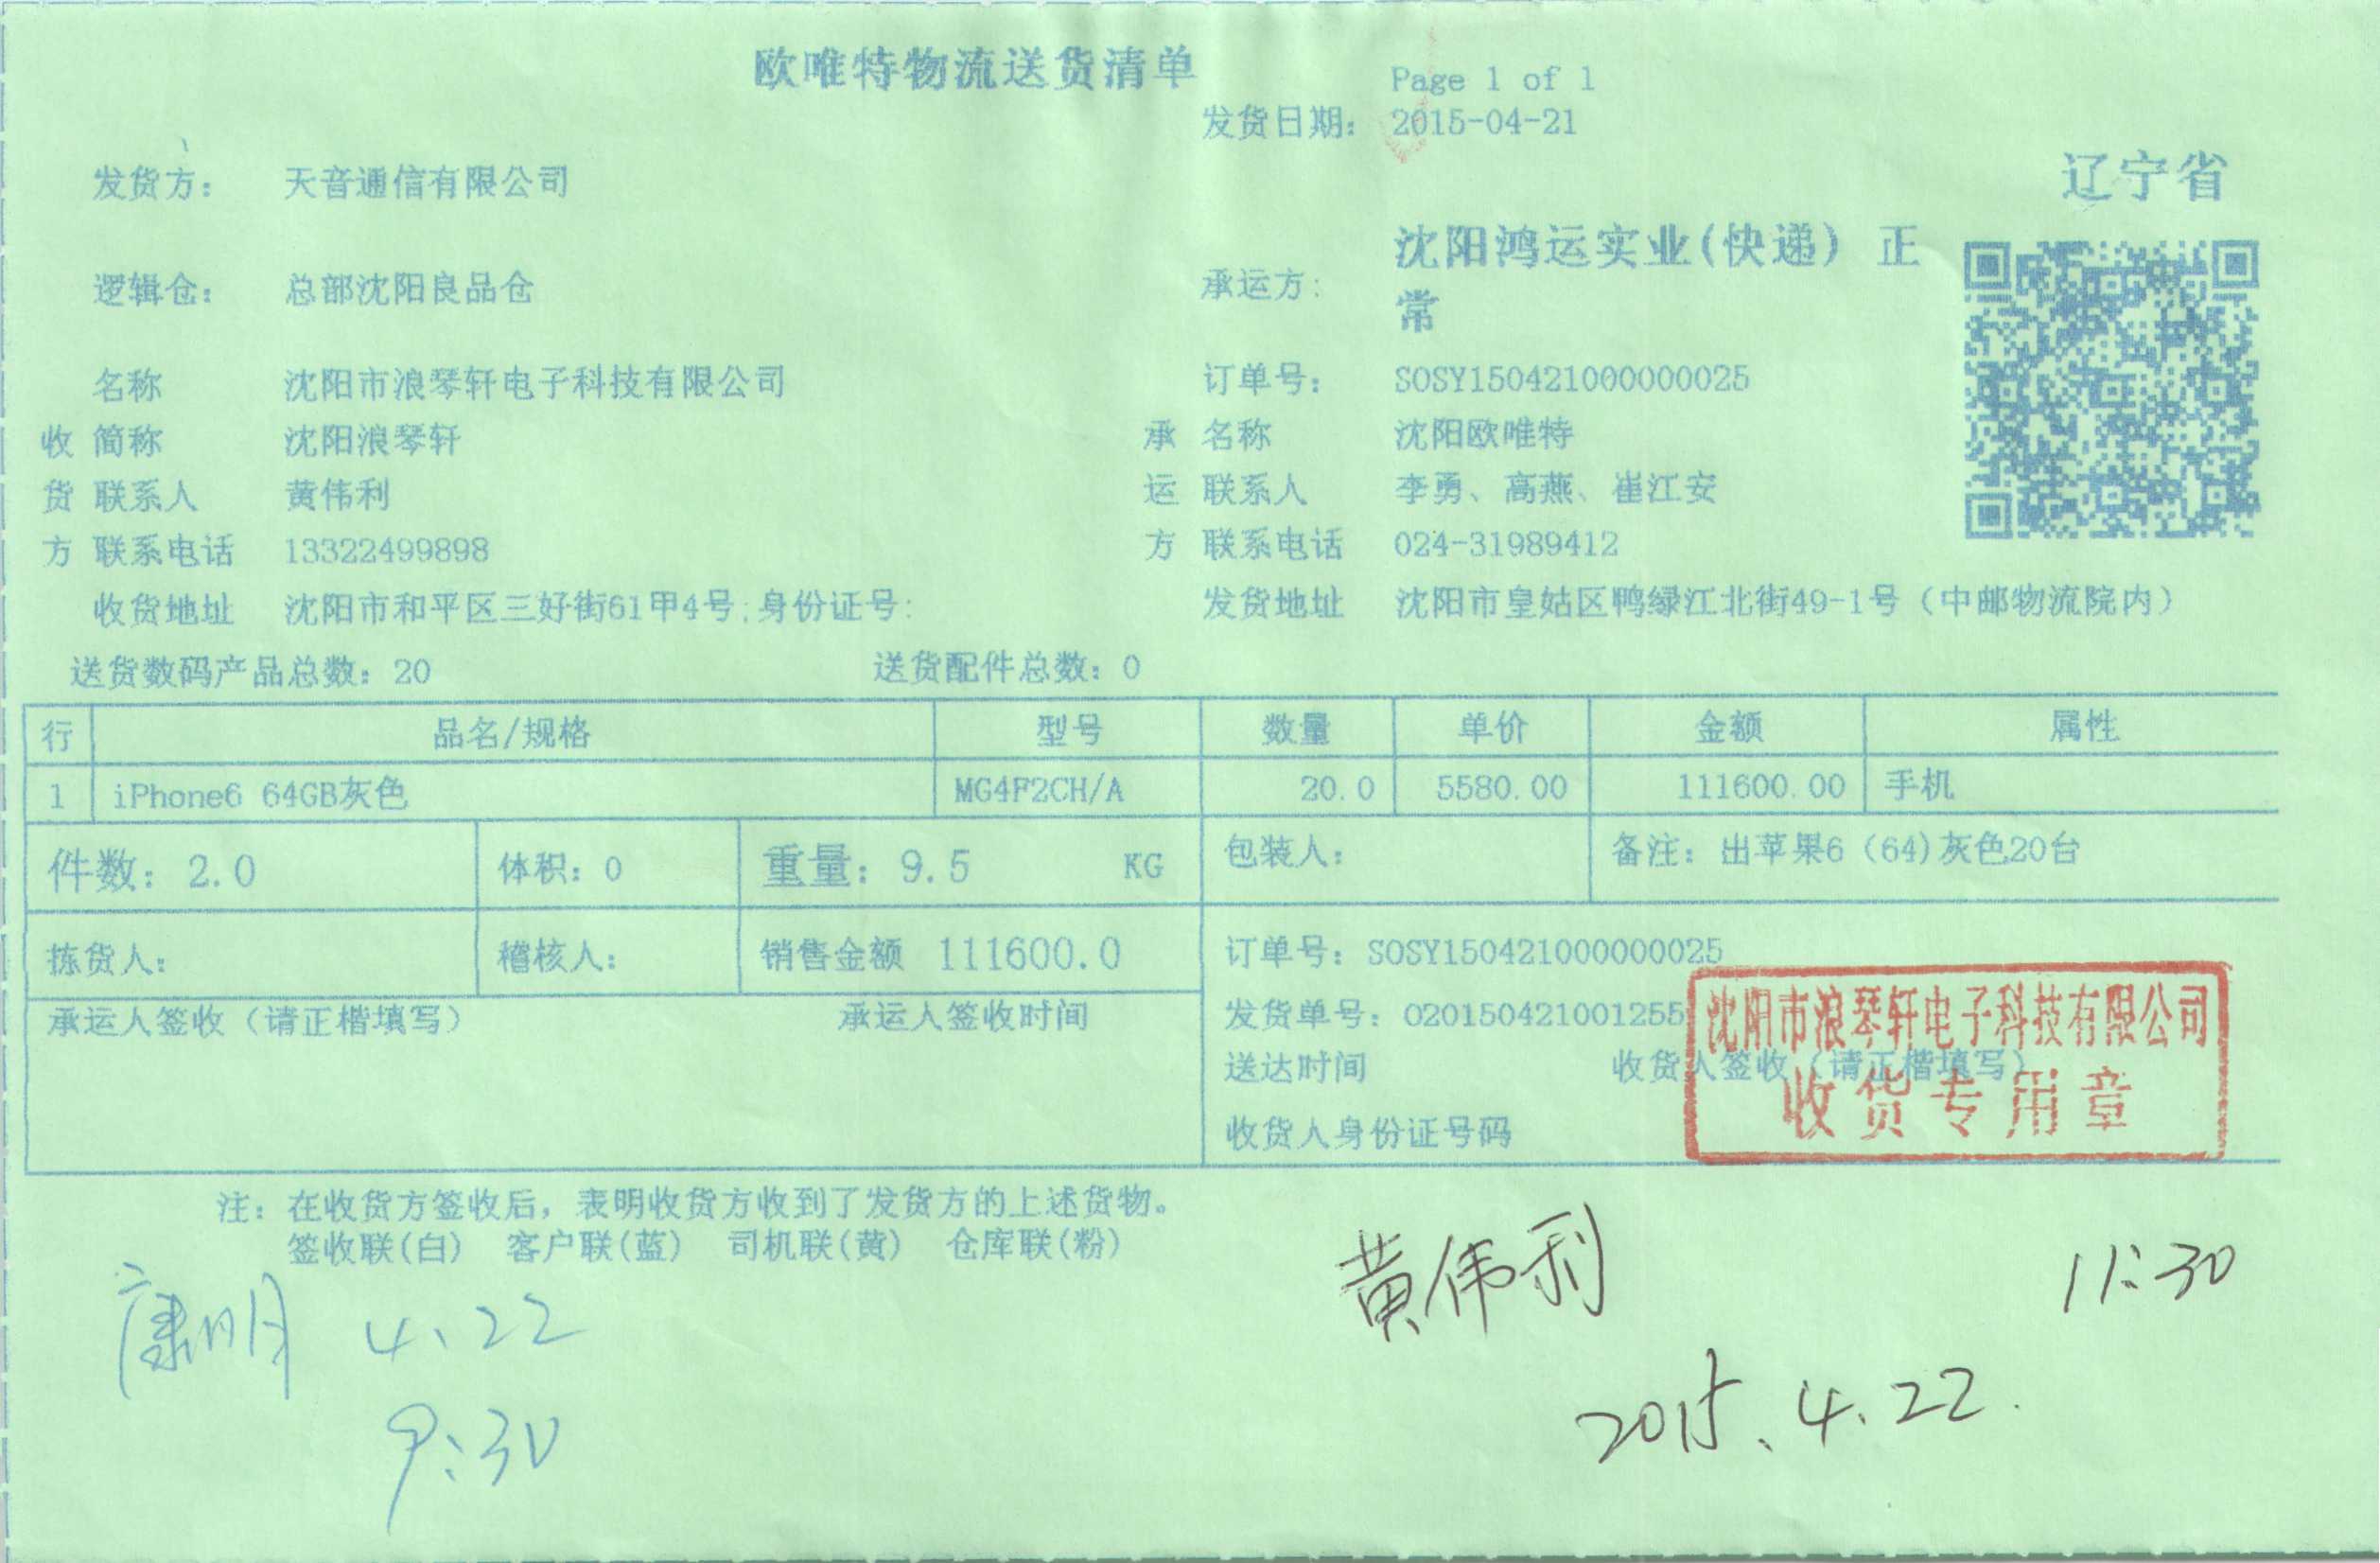 欧唯特物流送货清单
Page 1 of 1
发货日期： 2015-04-21
辽宁省
发货方： 天音通信有限公司
逻辑仓： 总部沈阳良品仓
承运方： 沈阳鸿运实业(快递) 正
常
名称 沈阳市浪琴轩电子科技有限公司 订单号： SOSY150421000000025
收 简称 沈阳浪琴轩 承 名称 沈阳欧唯特
货 联系人 黄伟利 运 联系人 李勇、高燕、崔江安
方 联系电话 13322499898 方 联系电话 024-31989412
收货地址 沈阳市和平区三好街61甲4号;身份证号: 发货地址 沈阳市皇姑区鸭绿江北街49-1号（中邮物流院内）
送货数码产品总数：20 送货配件总数：0
行 品名/规格 型号 数量 单价 金额 属性
1 iPhone6 64GB灰色 MG4F2CH/A 20.0 5580.00 111600.00 手机
件数：2.0 体积：0 重量：9.5 KG 包装人： 备注：出苹果6（64)灰色20台
拣货人： 稽核人： 销售金额 111600.0 订单号：SOSY150421000000025
承运人签收（请正楷填写） 承运人签收时间 发货单号：020150421001255
送达时间 收货人签收（请正楷填写）
收货人身份证号码
沈阳市浪琴轩电子科技有限公司
收货专用章
注：在收货方签收后，表明收货方收到了发货方的上述货物。
签收联(白) 客户联(蓝) 司机联(黄) 仓库联(粉)
黄伟利 11:30
康明 4、22
2015、4、22.
9:30